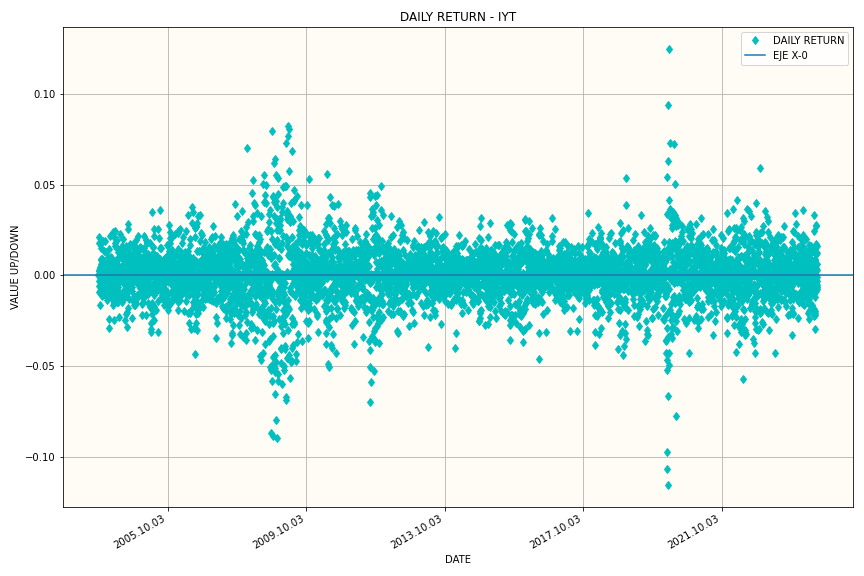 DAILY RETURN - IYT
DAILY RETURN
EJE X-0
0.10
0.05
0.00
−0.05
−0.10
VALUE UP/DOWN
2005.10.03
2009.10.03
2013.10.03
2017.10.03
2021.10.03
DATE